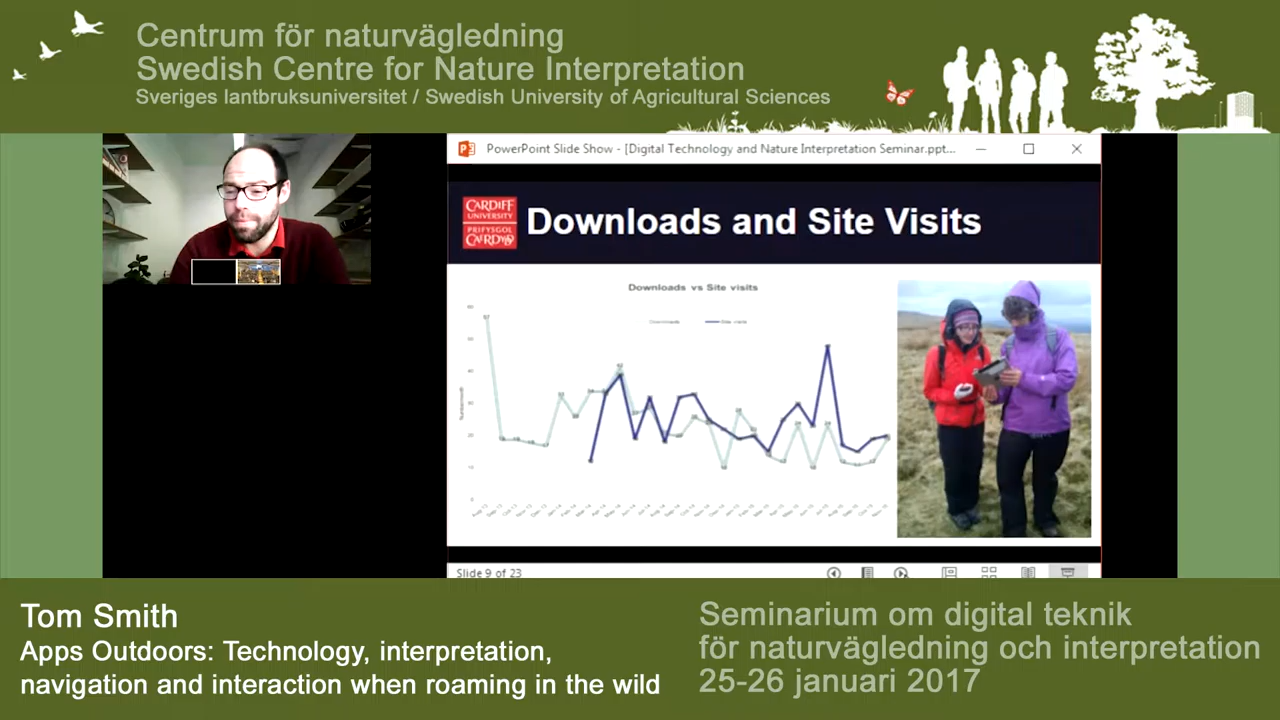 Centrum för naturvägledning
Swedish Centre for Nature Interpretation
Sveriges lantbruksuniversitet / Swedish University of Agricultural Sciences
PowerPoint Slide Show - [Digital Technology and Nature Interpretation Seminar.ppt...
CARDIFF
UNIVERSITY
PRIFYSGOL
CAERDYDD
Downloads and Site Visits
Downloads vs Site visits
Downloads
Site visits
Slide 9 of 23
Tom Smith
Apps Outdoors: Technology, interpretation,
navigation and interaction when roaming in the wild
Seminarium om digital teknik
för naturvägledning och interpretation
25-26 januari 2017